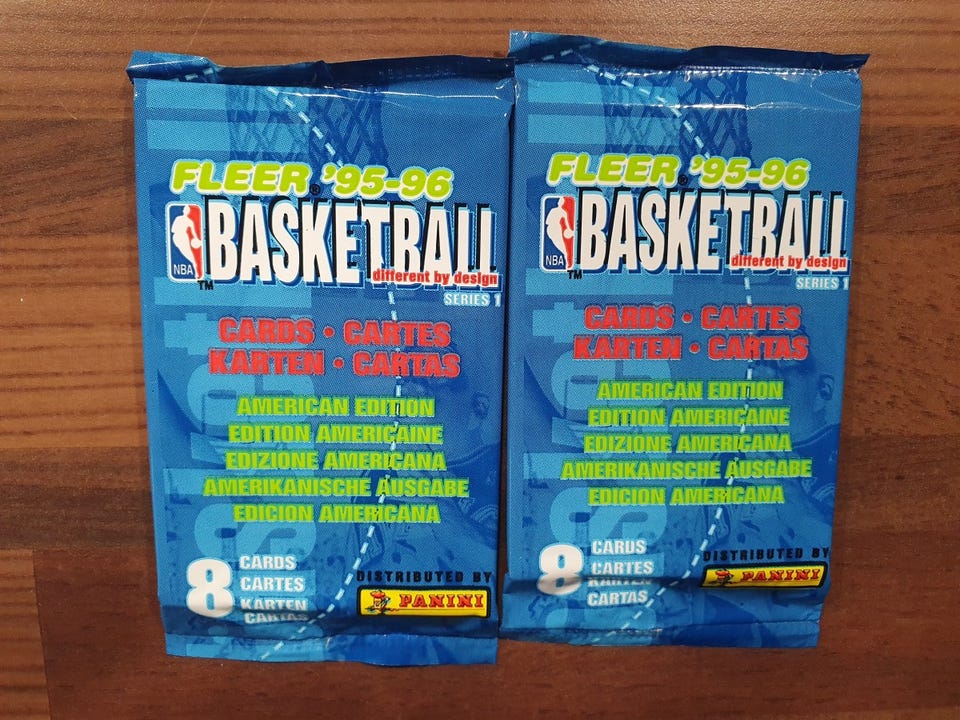 FLEER '95-96
®
NBA
BASKETBALL
TM
different by design
SERIES 1
CARDS • CARTES
KARTEN • CARTAS
AMERICAN EDITION
EDITION AMERICAINE
EDIZIONE AMERICANA
AMERIKANISCHE AUSGABE
EDICION AMERICANA
8
CARDS
CARTES
KARTEN
CARTAS
DISTRIBUTED BY
PANINI
FLEER '95-96
®
NBA
BASKETBALL
TM
different by design
SERIES 1
CARDS • CARTES
KARTEN • CARTAS
AMERICAN EDITION
EDITION AMERICAINE
EDIZIONE AMERICANA
AMERIKANISCHE AUSGABE
EDICION AMERICANA
8
CARDS
CARTES
KARTEN
CARTAS
DISTRIBUTED BY
PANINI